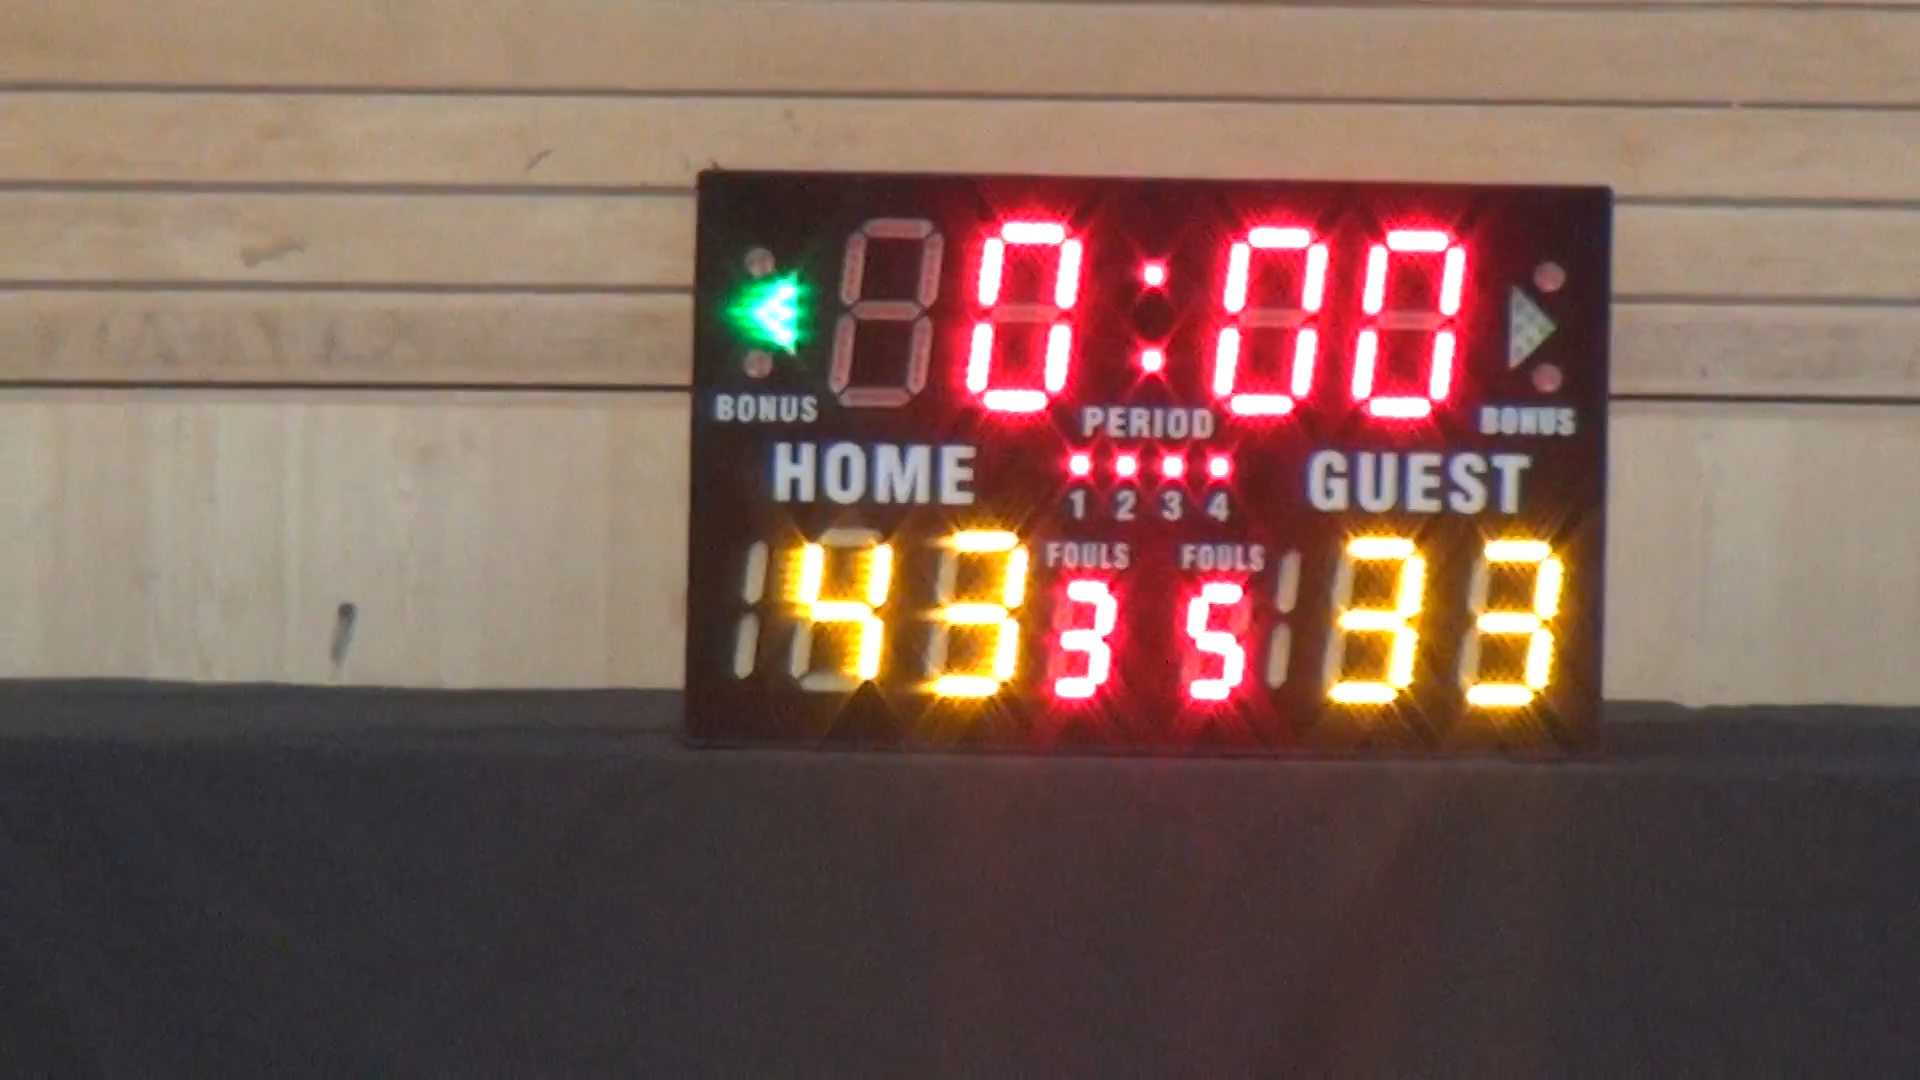 0:00
BONUS PERIOD BONUS
HOME GUEST
1 2 3 4
FOULS FOULS
43 3 5 33